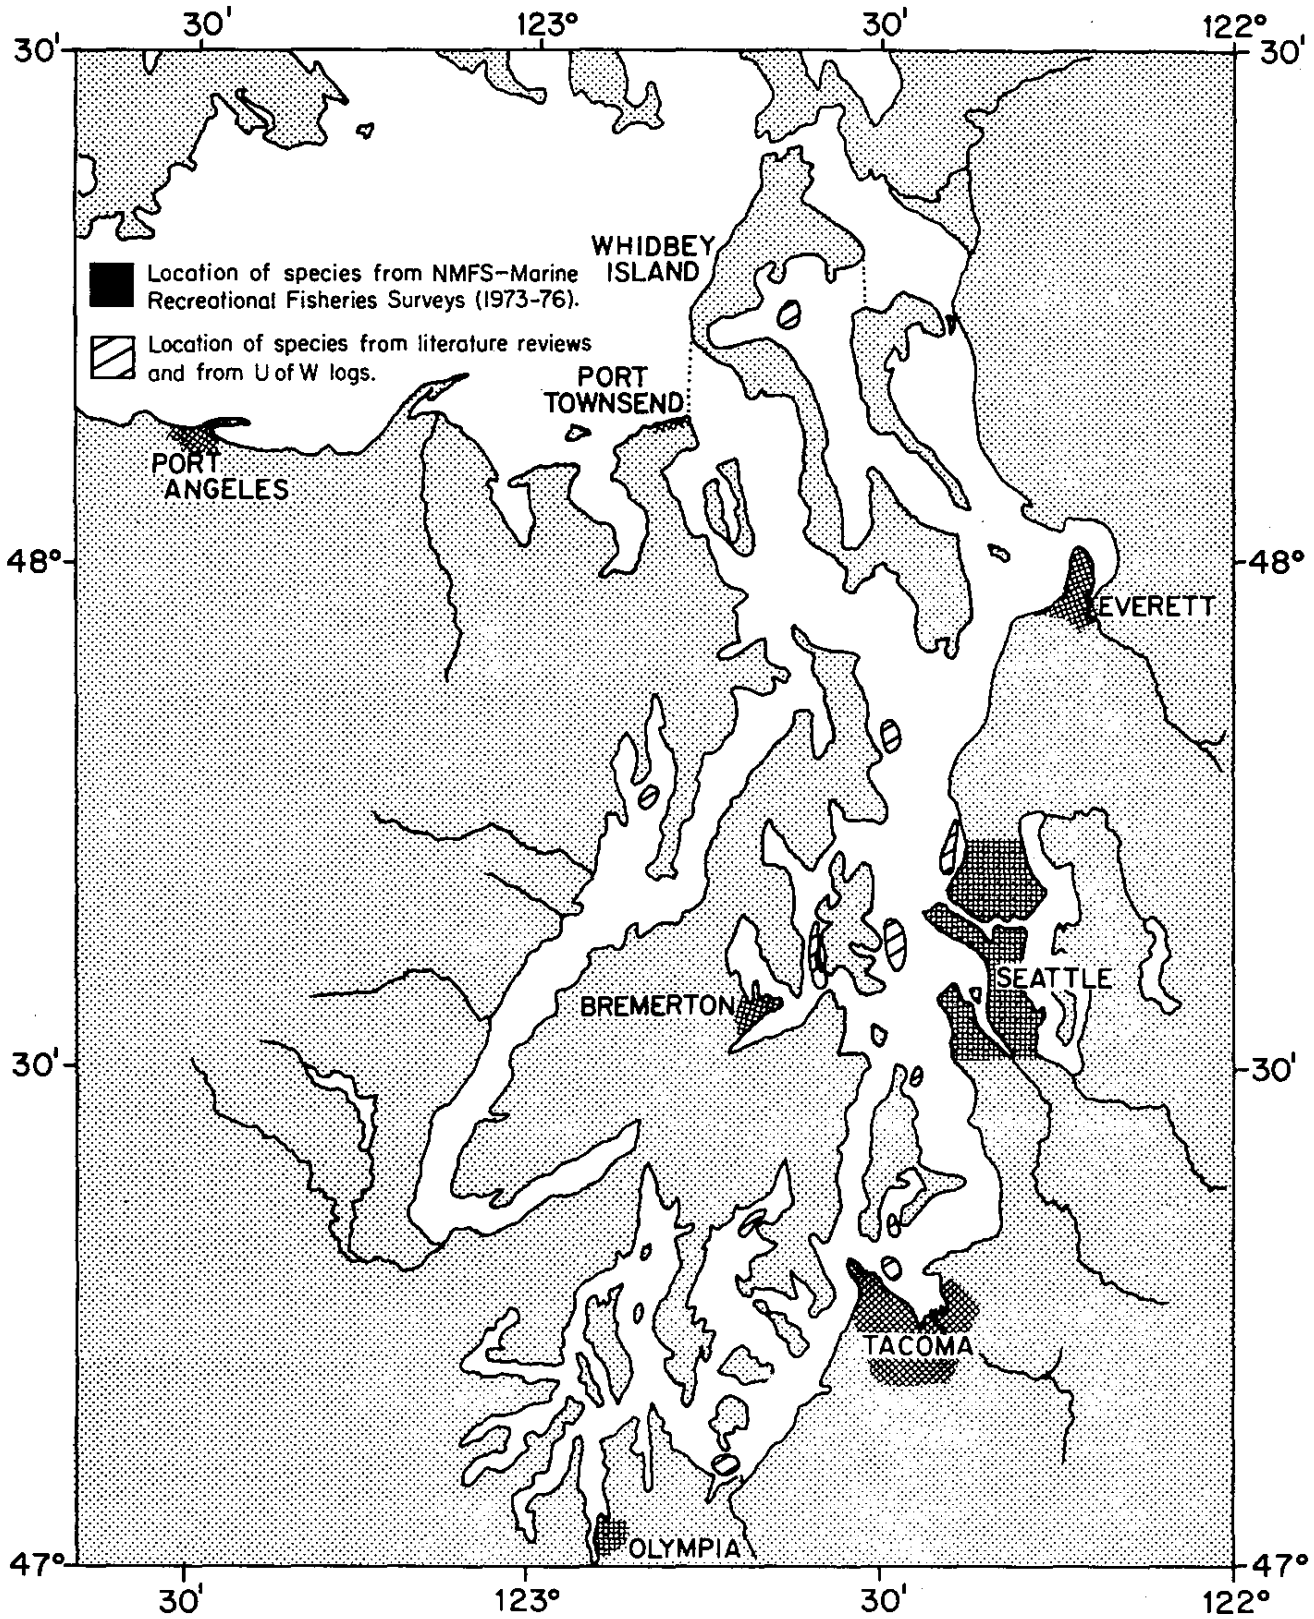 30' 123° 30' 122°
30' 30'
WHIDBEY
ISLAND
Location of species from NMFS-Marine
Recreational Fisheries Surveys (1973-76).
Location of species from literature reviews
and from U of W logs.
PORT
TOWNSEND
PORT
ANGELES
48° 48°
EVERETT
SEATTLE
BREMERTON
30' 30'
TACOMA
OLYMPIA
47° 47°
30' 123° 30' 122°